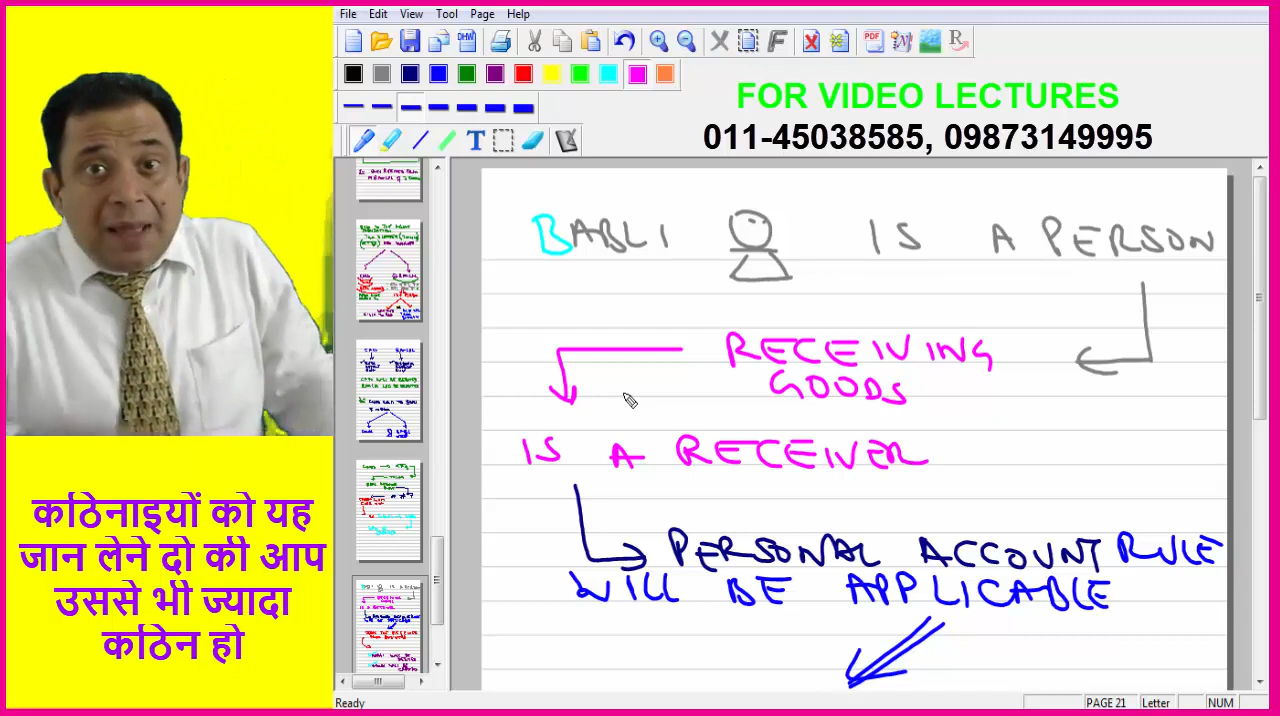 File Edit View Tool Page Help
FOR VIDEO LECTURES
011-45038585, 09873149995
BABLI IS A PERSON
RECEIVING
GOODS
IS A RECEIVER
PERSONAL ACCOUNT RULE
WILL BE APPLICABLE
कठिनाइयों को यह
जान लेने दो की आप
उससे भी ज्यादा
कठिन हो
Ready PAGE 21 Letter NUM